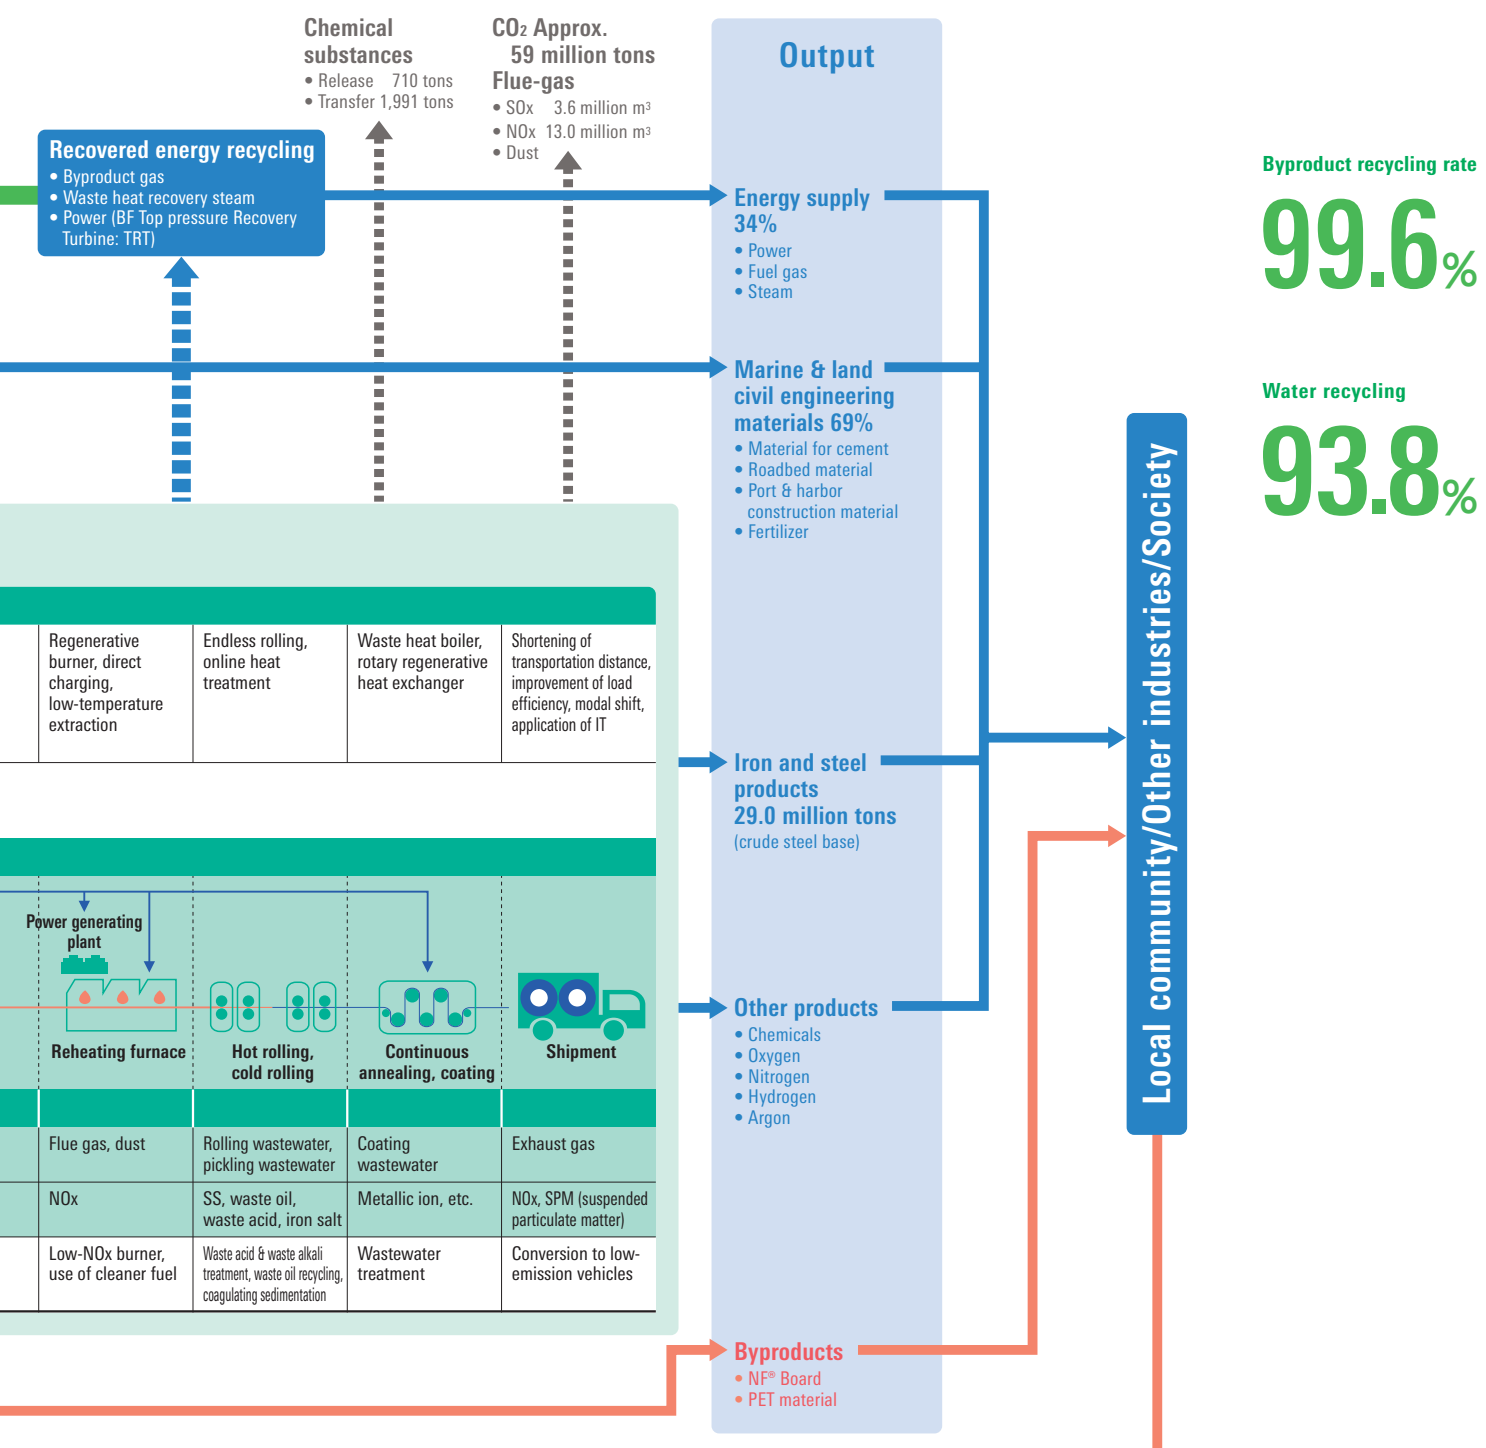 Chemical
substances
• Release 710 tons
• Transfer 1,991 tons
CO2 Approx.
59 million tons
Flue-gas
• SOx 3.6 million m3
• NOx 13.0 million m3
• Dust
Output
Recovered energy recycling
• Byproduct gas
• Waste heat recovery steam
• Power (BF Top pressure Recovery
Turbine: TRT)
Energy supply
34%
• Power
• Fuel gas
• Steam
Marine & land
civil engineering
materials 69%
• Material for cement
• Roadbed material
• Port & harbor
construction material
• Fertilizer
Byproduct recycling rate
99.6%
Water recycling
93.8%
Regenerative
burner, direct
charging,
low-temperature
extraction
Endless rolling,
online heat
treatment
Waste heat boiler,
rotary regenerative
heat exchanger
Shortening of
transportation distance,
improvement of load
efficiency, modal shift,
application of IT
Iron and steel
products
29.0 million tons
(crude steel base)
Local community/Other industries/Society
Power generating
plant
Reheating furnace
Hot rolling,
cold rolling
Continuous
annealing, coating
Shipment
Other products
• Chemicals
• Oxygen
• Nitrogen
• Hydrogen
• Argon
Flue gas, dust
Rolling wastewater,
pickling wastewater
Coating
wastewater
Exhaust gas
NOx
SS, waste oil,
waste acid, iron salt
Metallic ion, etc.
NOx, SPM (suspended
particulate matter)
Low-NOx burner,
use of cleaner fuel
Waste acid & waste alkali
treatment, waste oil recycling,
coagulating sedimentation
Wastewater
treatment
Conversion to low-
emission vehicles
Byproducts
• NF® Board
• PET material